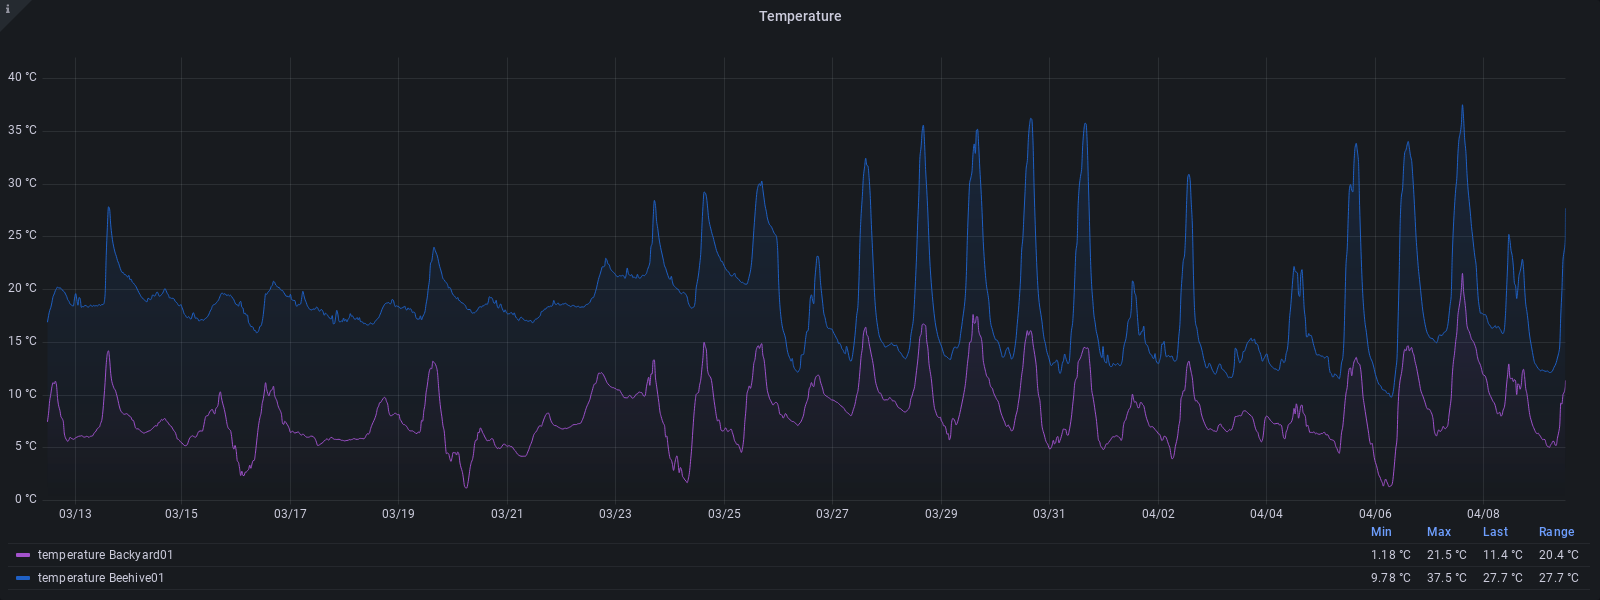 i
Temperature
40 °C
35 °C
30 °C
25 °C
20 °C
15 °C
10 °C
5 °C
0 °C
03/13 03/15 03/17 03/19 03/21 03/23 03/25 03/27 03/29 03/31 04/02 04/04 04/06 04/08
Min Max Last Range
temperature Backyard01 1.18 °C 21.5 °C 11.4 °C 20.4 °C
temperature Beehive01 9.78 °C 37.5 °C 27.7 °C 27.7 °C